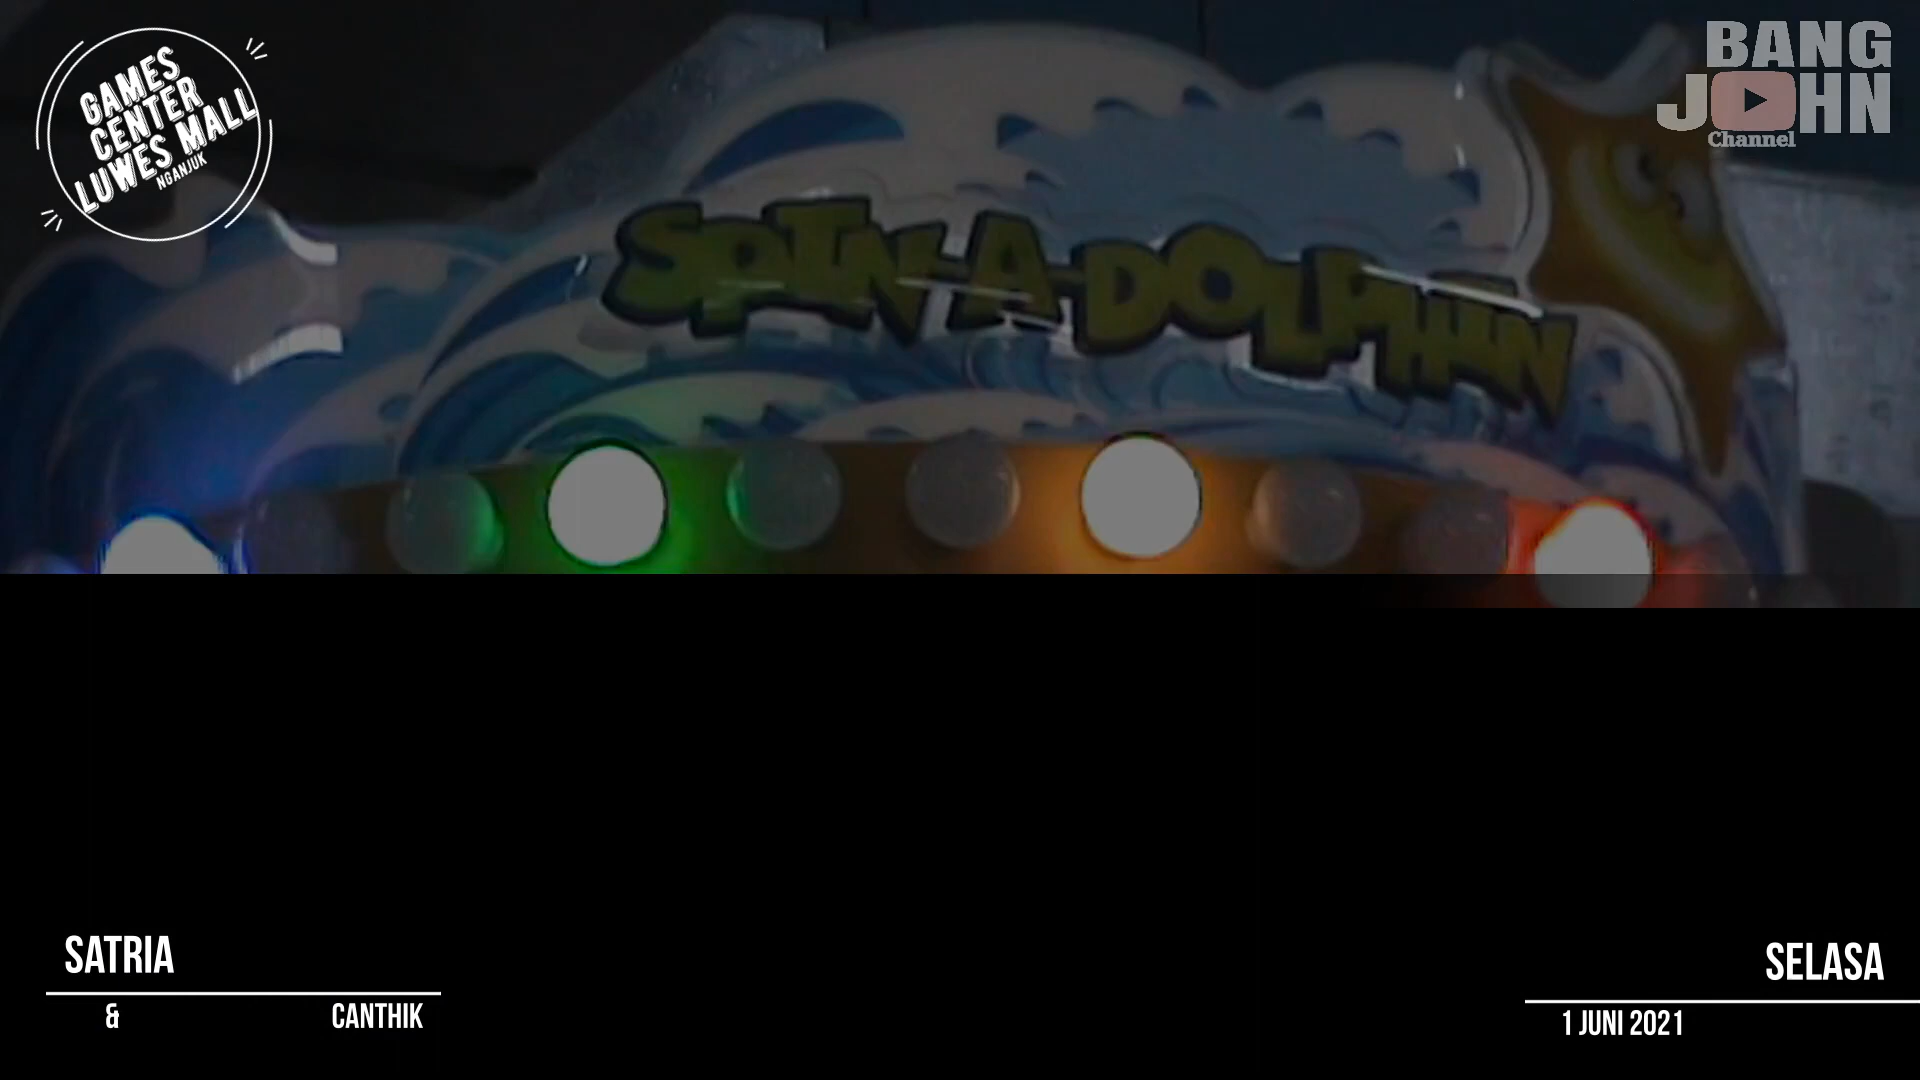 GAMES
CENTER
LUWES MALL
NGANJUK
BANG
JOHN
Channel
SPIN-A-DOLPHIN
SATRIA
& CANTHIK
SELASA
1 JUNI 2021